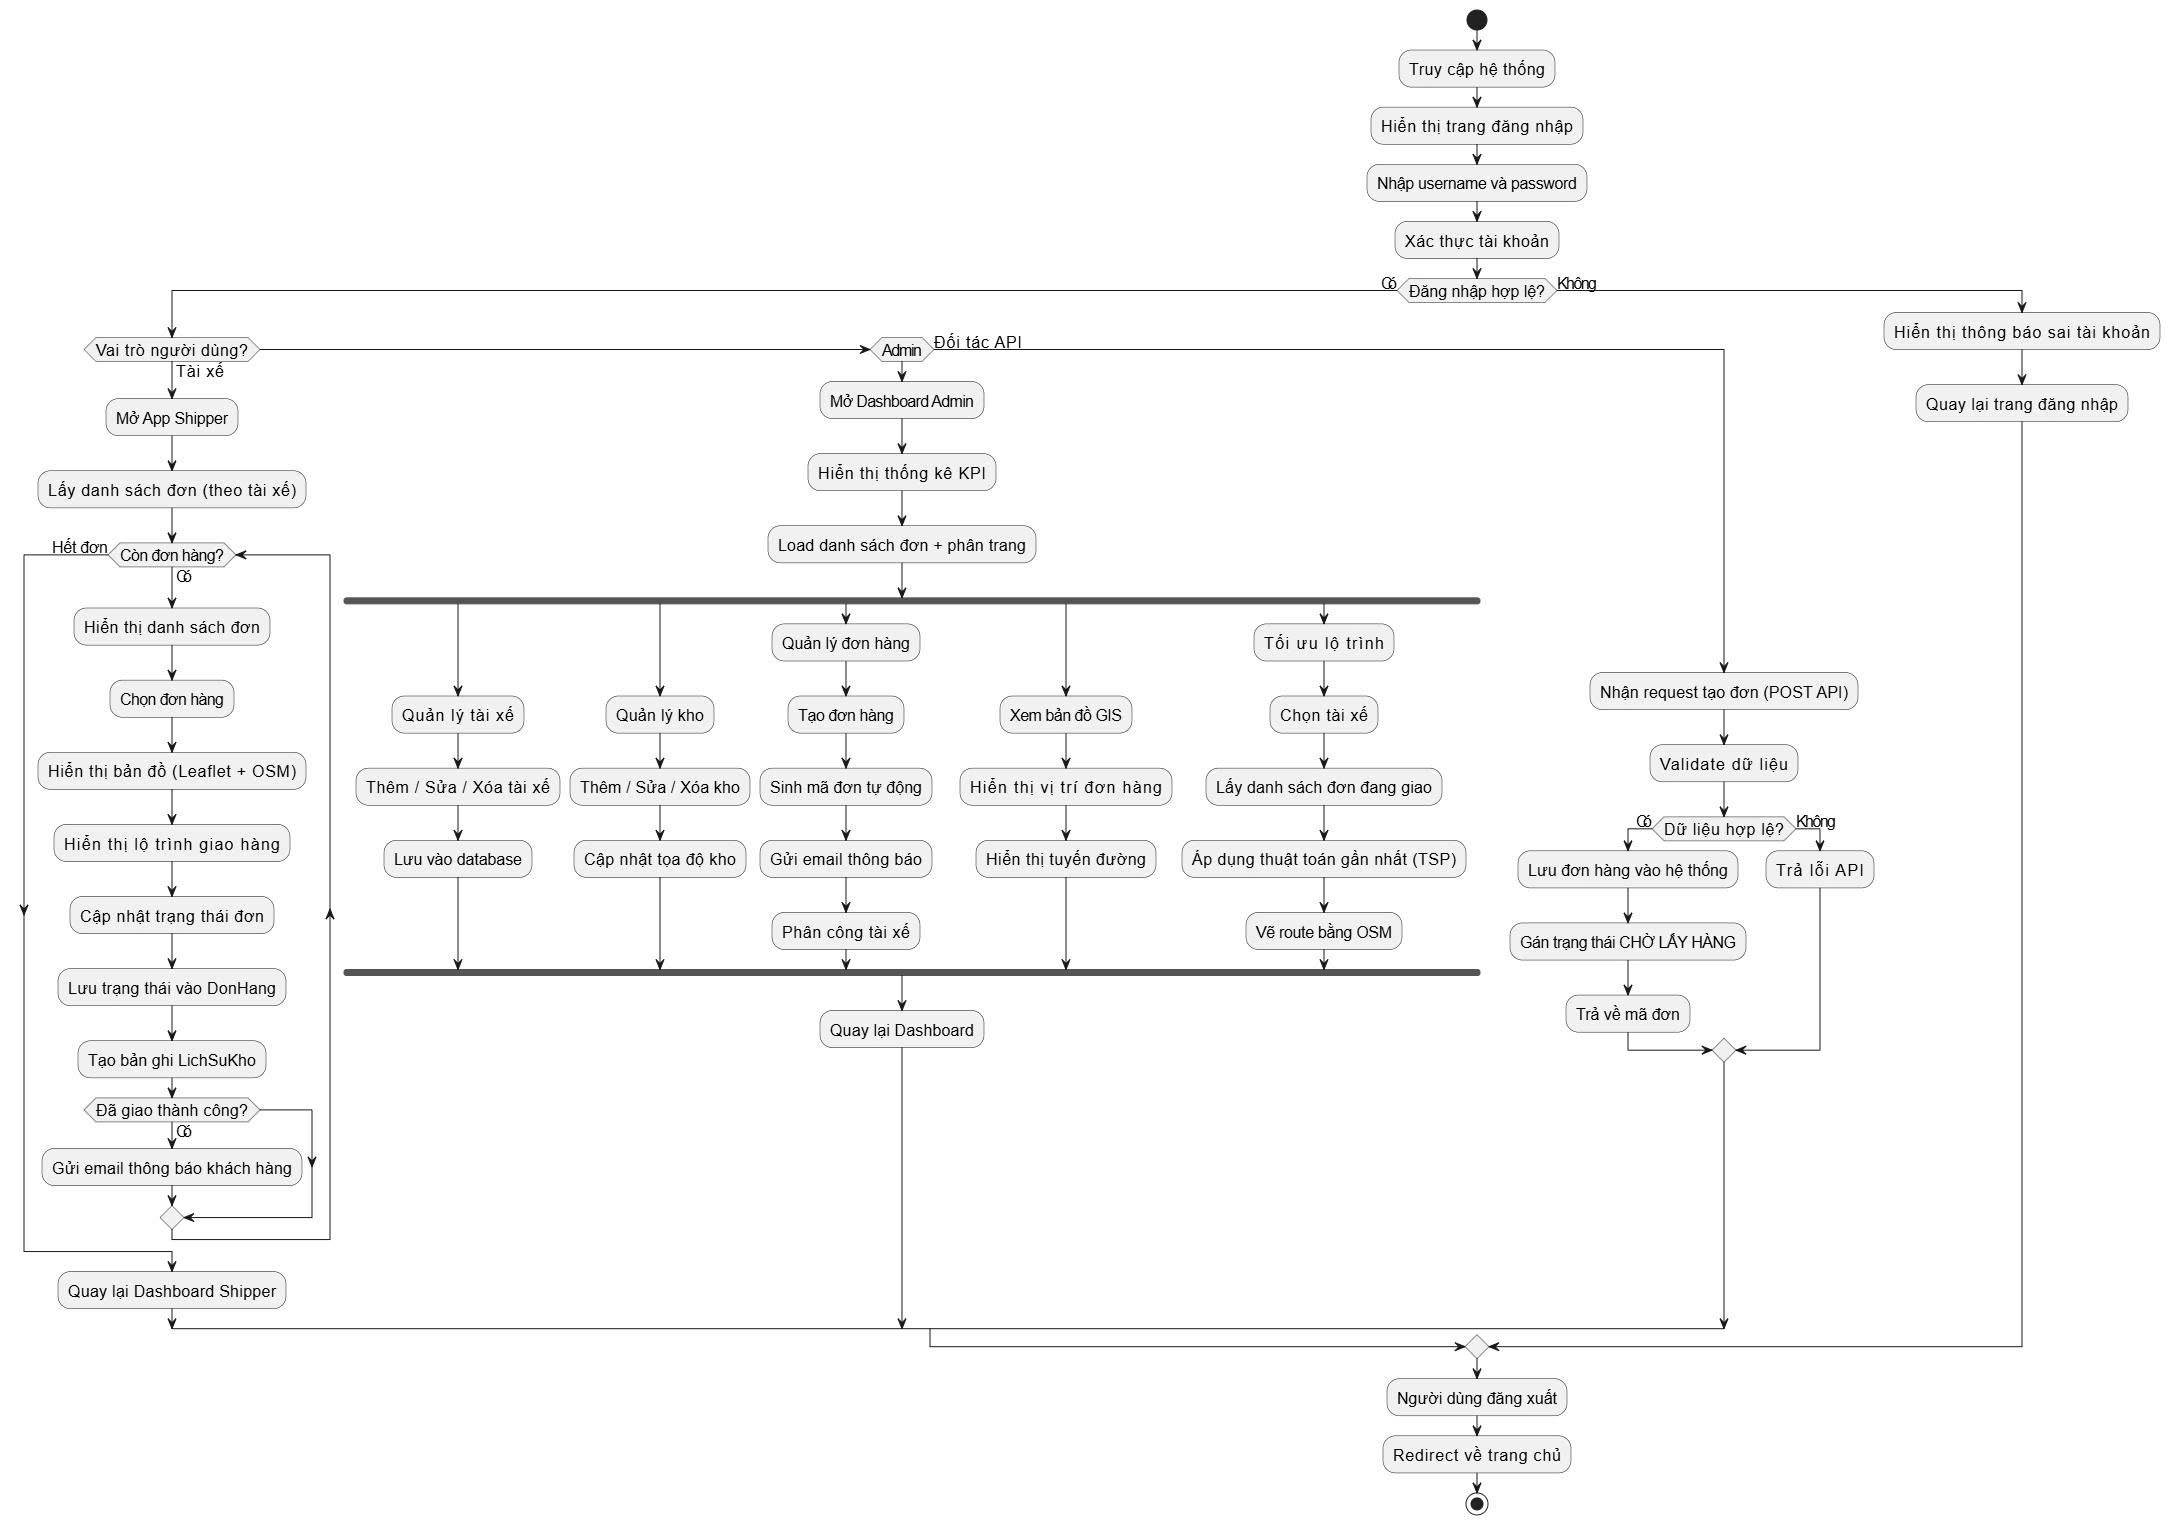 Truy cập hệ thống
Hiển thị trang đăng nhập
Nhập username và password
Xác thực tài khoản
Có
Đăng nhập hợp lệ?
Không
Vai trò người dùng?
Tài xế
Mở App Shipper
Lấy danh sách đơn (theo tài xế)
Hết đơn
Còn đơn hàng?
Có
Hiển thị danh sách đơn
Chọn đơn hàng
Hiển thị bản đồ (Leaflet + OSM)
Hiển thị lộ trình giao hàng
Cập nhật trạng thái đơn
Lưu trạng thái vào DonHang
Tạo bản ghi LichSuKho
Đã giao thành công?
Có
Gửi email thông báo khách hàng
Quay lại Dashboard Shipper
Admin
Đối tác API
Mở Dashboard Admin
Hiển thị thống kê KPI
Load danh sách đơn + phân trang
Quản lý tài xế
Thêm / Sửa / Xóa tài xế
Lưu vào database
Quản lý kho
Thêm / Sửa / Xóa kho
Cập nhật tọa độ kho
Quản lý đơn hàng
Tạo đơn hàng
Sinh mã đơn tự động
Gửi email thông báo
Phân công tài xế
Xem bản đồ GIS
Hiển thị vị trí đơn hàng
Hiển thị tuyến đường
Tối ưu lộ trình
Chọn tài xế
Lấy danh sách đơn đang giao
Áp dụng thuật toán gần nhất (TSP)
Vẽ route bằng OSM
Quay lại Dashboard
Nhận request tạo đơn (POST API)
Validate dữ liệu
Có
Dữ liệu hợp lệ?
Không
Lưu đơn hàng vào hệ thống
Gán trạng thái CHỜ LẤY HÀNG
Trả về mã đơn
Trả lỗi API
Hiển thị thông báo sai tài khoản
Quay lại trang đăng nhập
Người dùng đăng xuất
Redirect về trang chủ